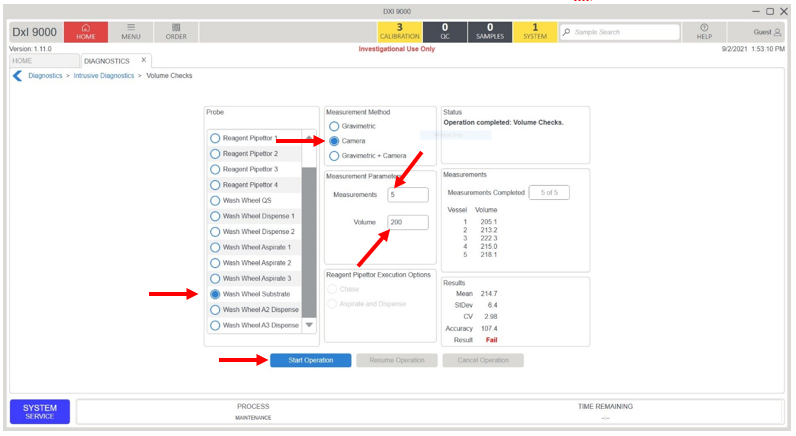 DXI 9000
DxI 9000
HOME
MENU
ORDER
3
CALIBRATION
0
QC
0
SAMPLES
1
SYSTEM
Sample Search
HELP
Guest
Version: 1.11.0
Investigational Use Only
9/2/2021 1:53:10 PM
HOME
DIAGNOSTICS X
Diagnostics > Intrusive Diagnostics > Volume Checks
Probe
Reagent Pipettor 1
Reagent Pipettor 2
Reagent Pipettor 3
Reagent Pipettor 4
Wash Wheel QS
Wash Wheel Dispense 1
Wash Wheel Dispense 2
Wash Wheel Aspirate 1
Wash Wheel Aspirate 2
Wash Wheel Aspirate 3
Wash Wheel Substrate
Wash Wheel A2 Dispense
Wash Wheel A3 Dispense
Measurement Method
Gravimetric
Camera
Gravimetric + Camera
Measurement Parameters
Measurements 5
Volume 200
Reagent Pipettor Execution Options
Chase
Aspirate and Dispense
Status
Operation completed: Volume Checks.
Measurements
Measurements Completed 5 of 5
Vessel Volume
1 205.1
2 213.2
3 222.3
4 215.0
5 218.1
Results
Mean 214.7
StDev 6.4
CV 2.98
Accuracy 107.4
Result Fail
Start Operation
Resume Operation
Cancel Operation
SYSTEM
SERVICE
PROCESS
MAINTENANCE
TIME REMAINING
--:--